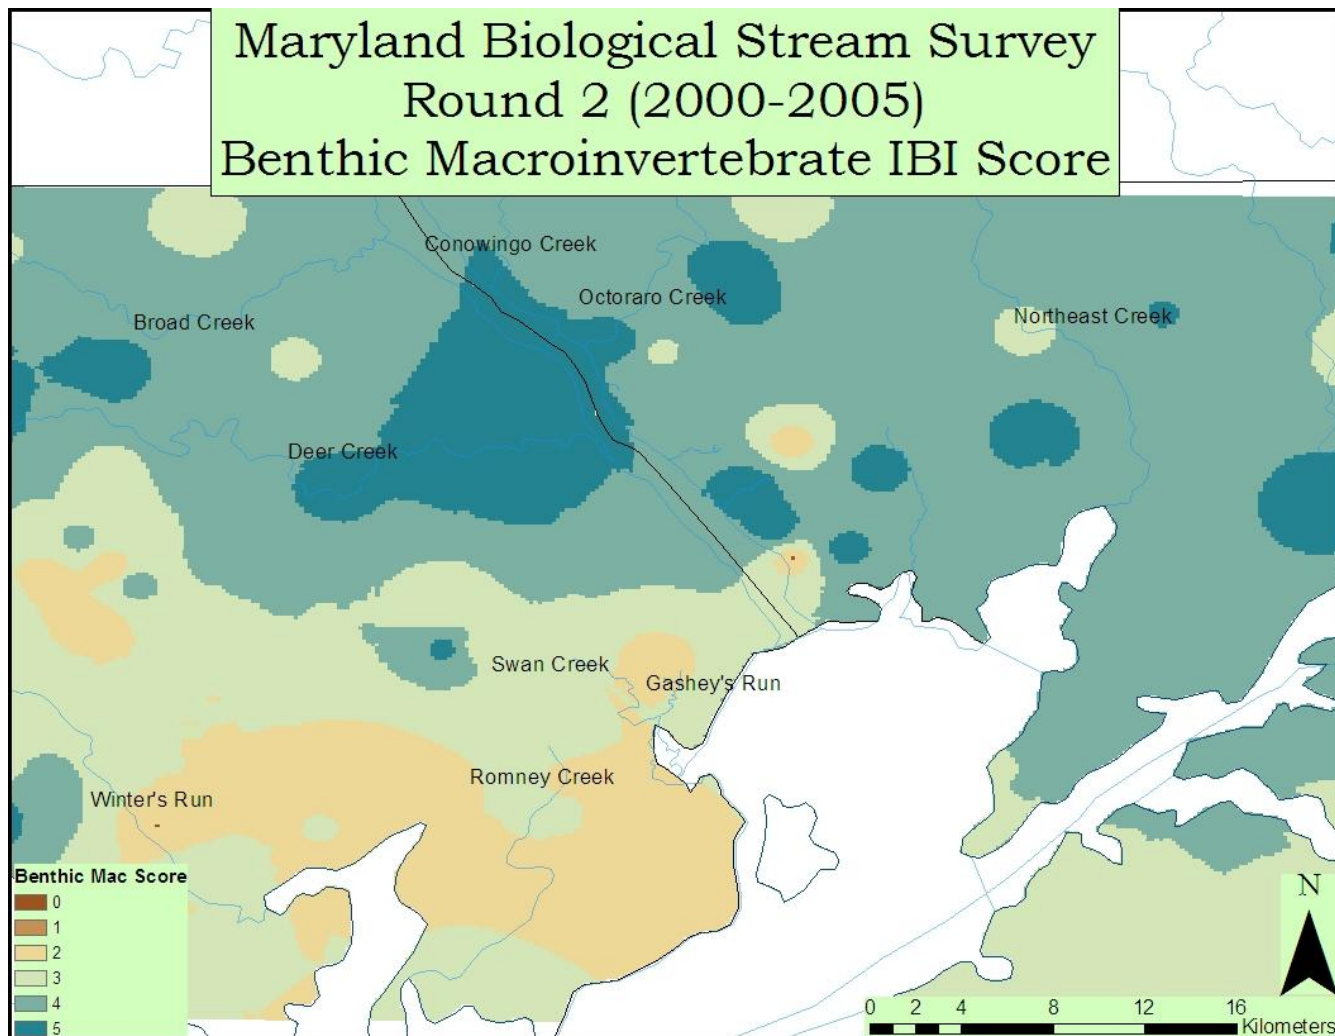 Maryland Biological Stream Survey
Round 2 (2000-2005)
Benthic Macroinvertebrate IBI Score
Conowingo Creek
Octoraro Creek
Broad Creek
Northeast Creek
Deer Creek
Swan Creek
Gashey's Run
Romney Creek
Winter's Run
Benthic Mac Score
0
1
2
3
4
5
N
0 2 4 8 12 16
Kilometers